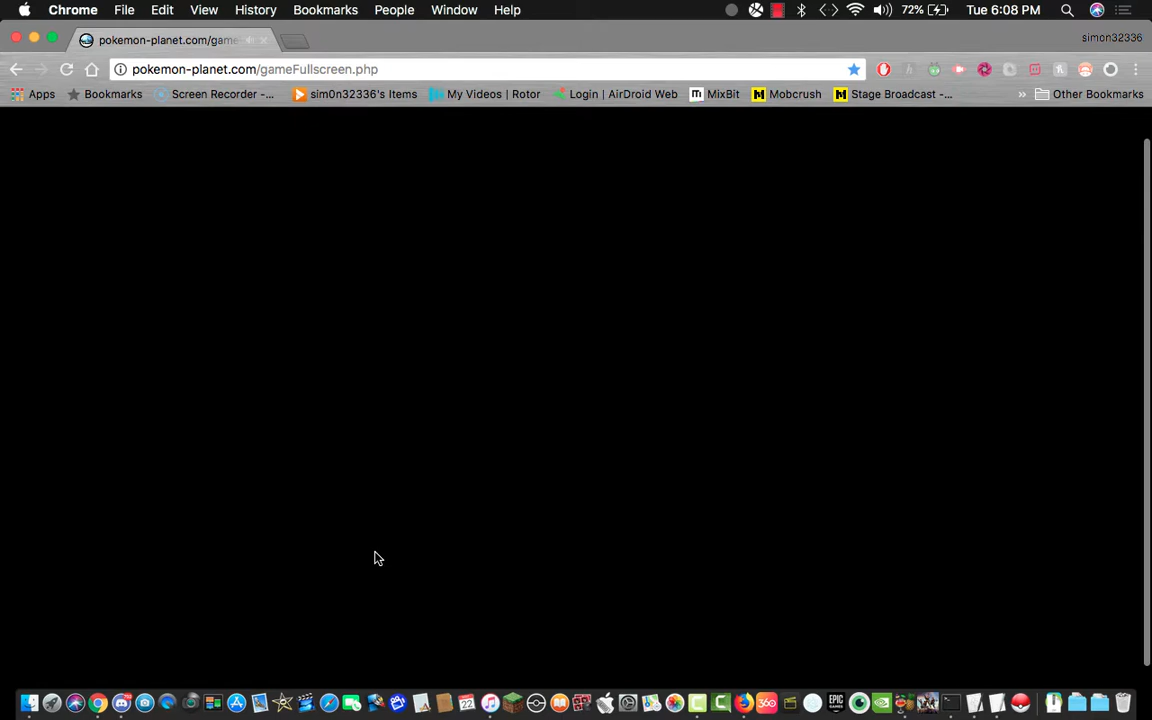 Chrome File Edit View History Bookmarks People Window Help 72% Tue 6:08 PM
pokemon-planet.com/game simon32336
pokemon-planet.com/gameFullscreen.php
Apps Bookmarks Screen Recorder -... sim0n32336's Items My Videos | Rotor Login | AirDroid Web MixBit Mobcrush Stage Broadcast -... » Other Bookmarks